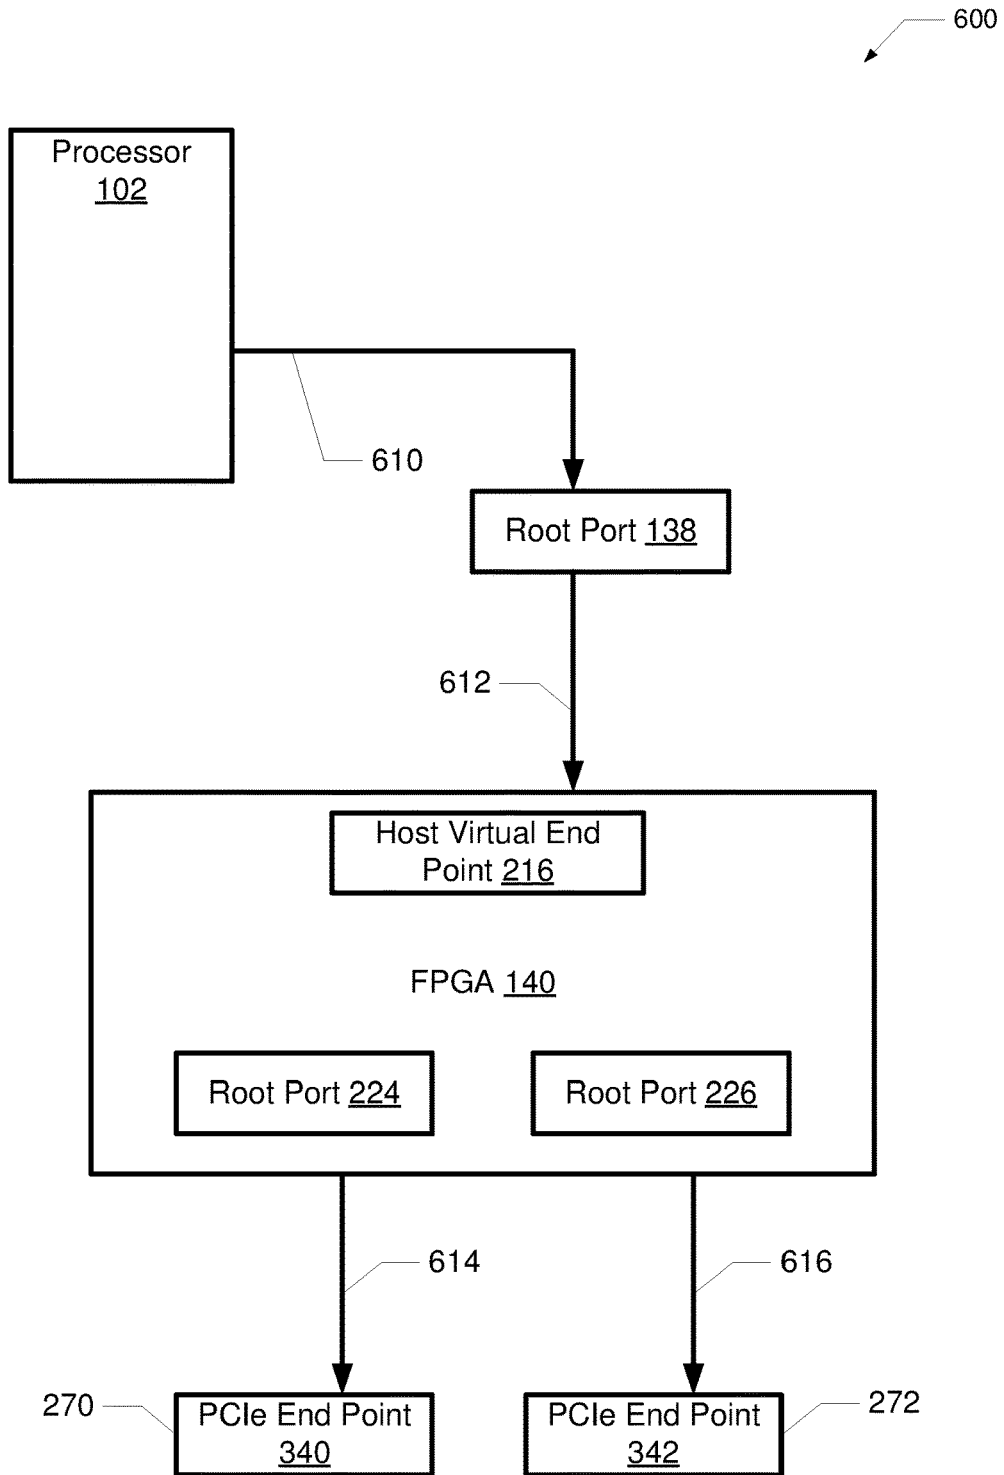 600
Processor
102
610
Root Port 138
612
Host Virtual End
Point 216
FPGA 140
Root Port 224
Root Port 226
614
616
270
PCIe End Point
340
PCIe End Point
342
272